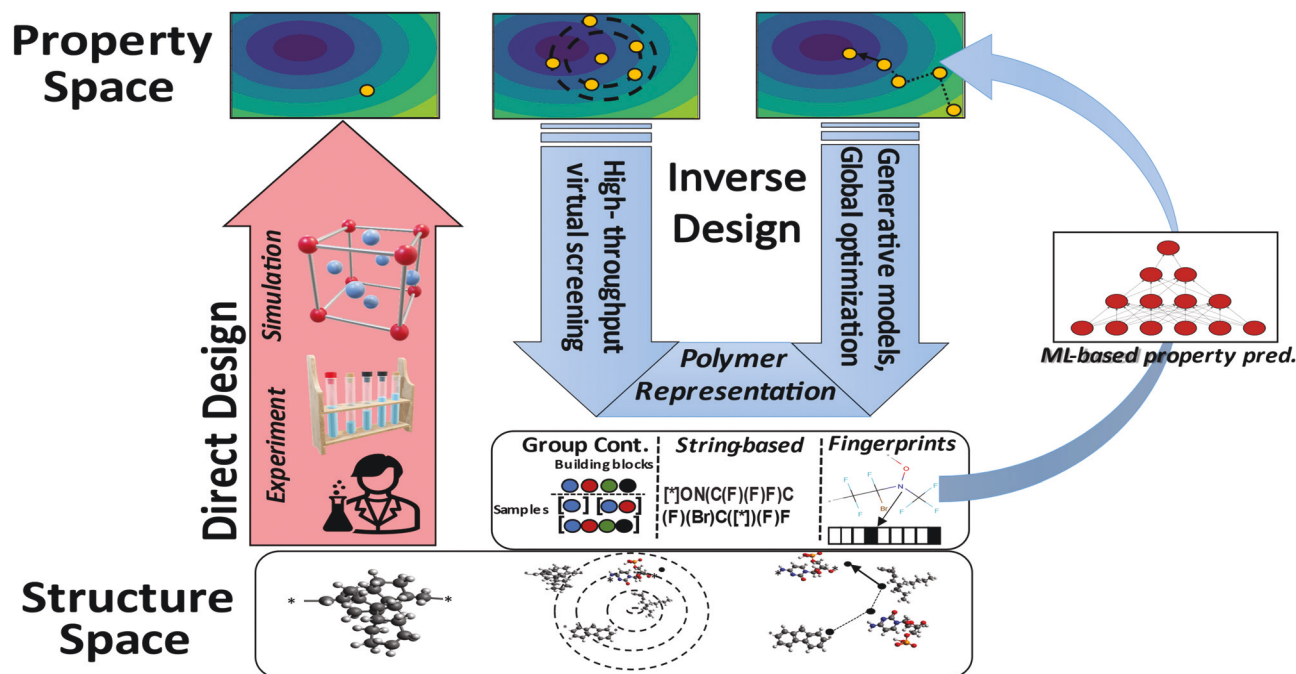 Property
Space
High- throughput
virtual screening
Inverse
Design
Generative models,
Global optimization
Direct Design
Simulation
Experiment
ML-based property pred.
Polymer
Representation
Group Cont.
Building blocks
Samples
[ ] [ ]
[ ]
String-based
[*]ON(C(F)(F)F)C
(F)(Br)C([*])(F)F
Fingerprints
O
F
F
F
F
N
F
F
Br
F
Structure
Space
* *